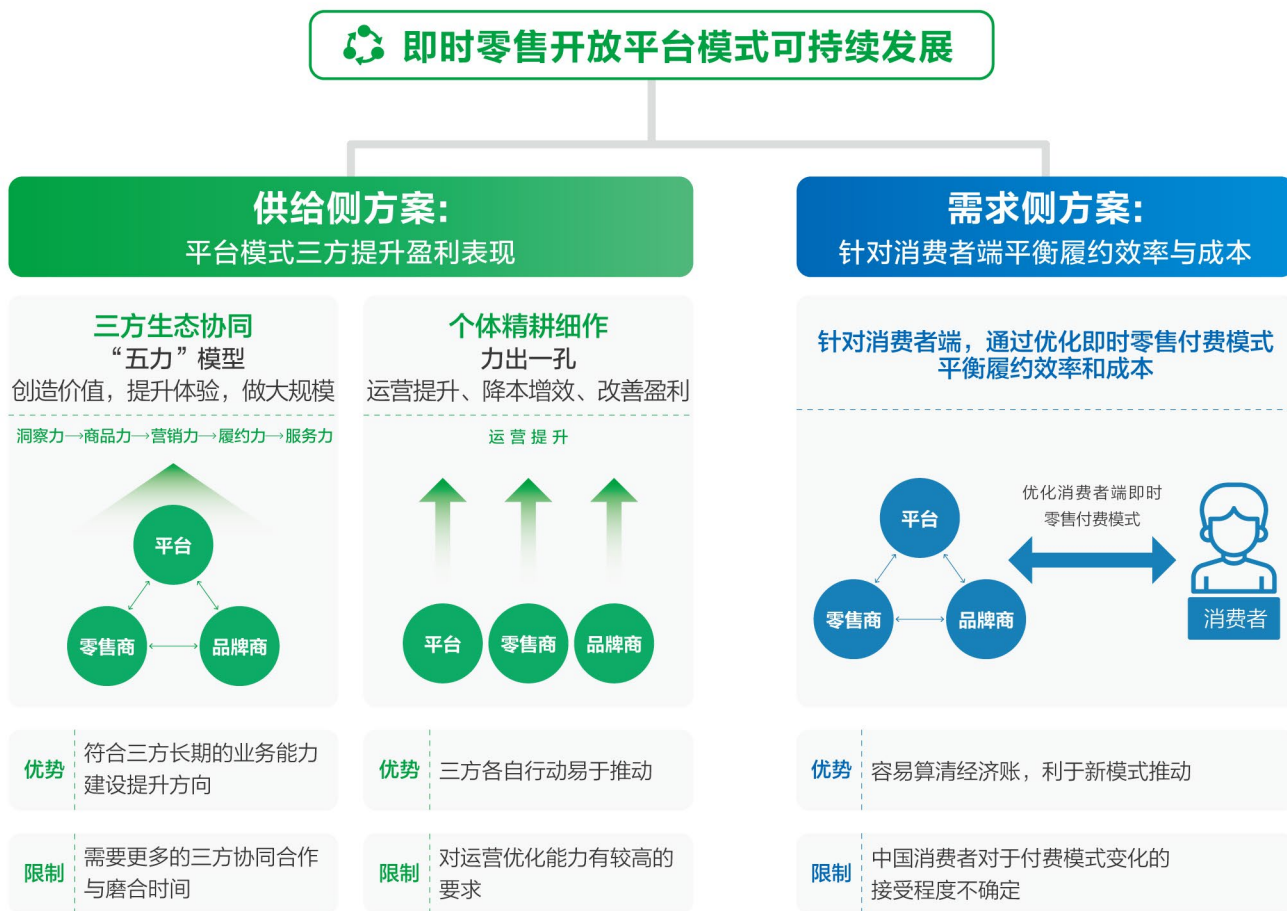 即时零售开放平台模式可持续发展
供给侧方案:
平台模式三方提升盈利表现
三方生态协同
“五力”模型
创造价值，提升体验，做大规模
洞察力→商品力→营销力→履约力→服务力
平台
零售商
品牌商
优势
符合三方长期的业务能力
建设提升方向
限制
需要更多的三方协同合作
与磨合时间
个体精耕细作
力出一孔
运营提升、降本增效、改善盈利
运营提升
平台
零售商
品牌商
优势
三方各自行动易于推动
限制
对运营优化能力有较高的
要求
需求侧方案:
针对消费者端平衡履约效率与成本
针对消费者端，通过优化即时零售付费模式
平衡履约效率和成本
平台
零售商
品牌商
优化消费者端即时
零售付费模式
消费者
优势
容易算清经济账，利于新模式推动
限制
中国消费者对于付费模式变化的
接受程度不确定